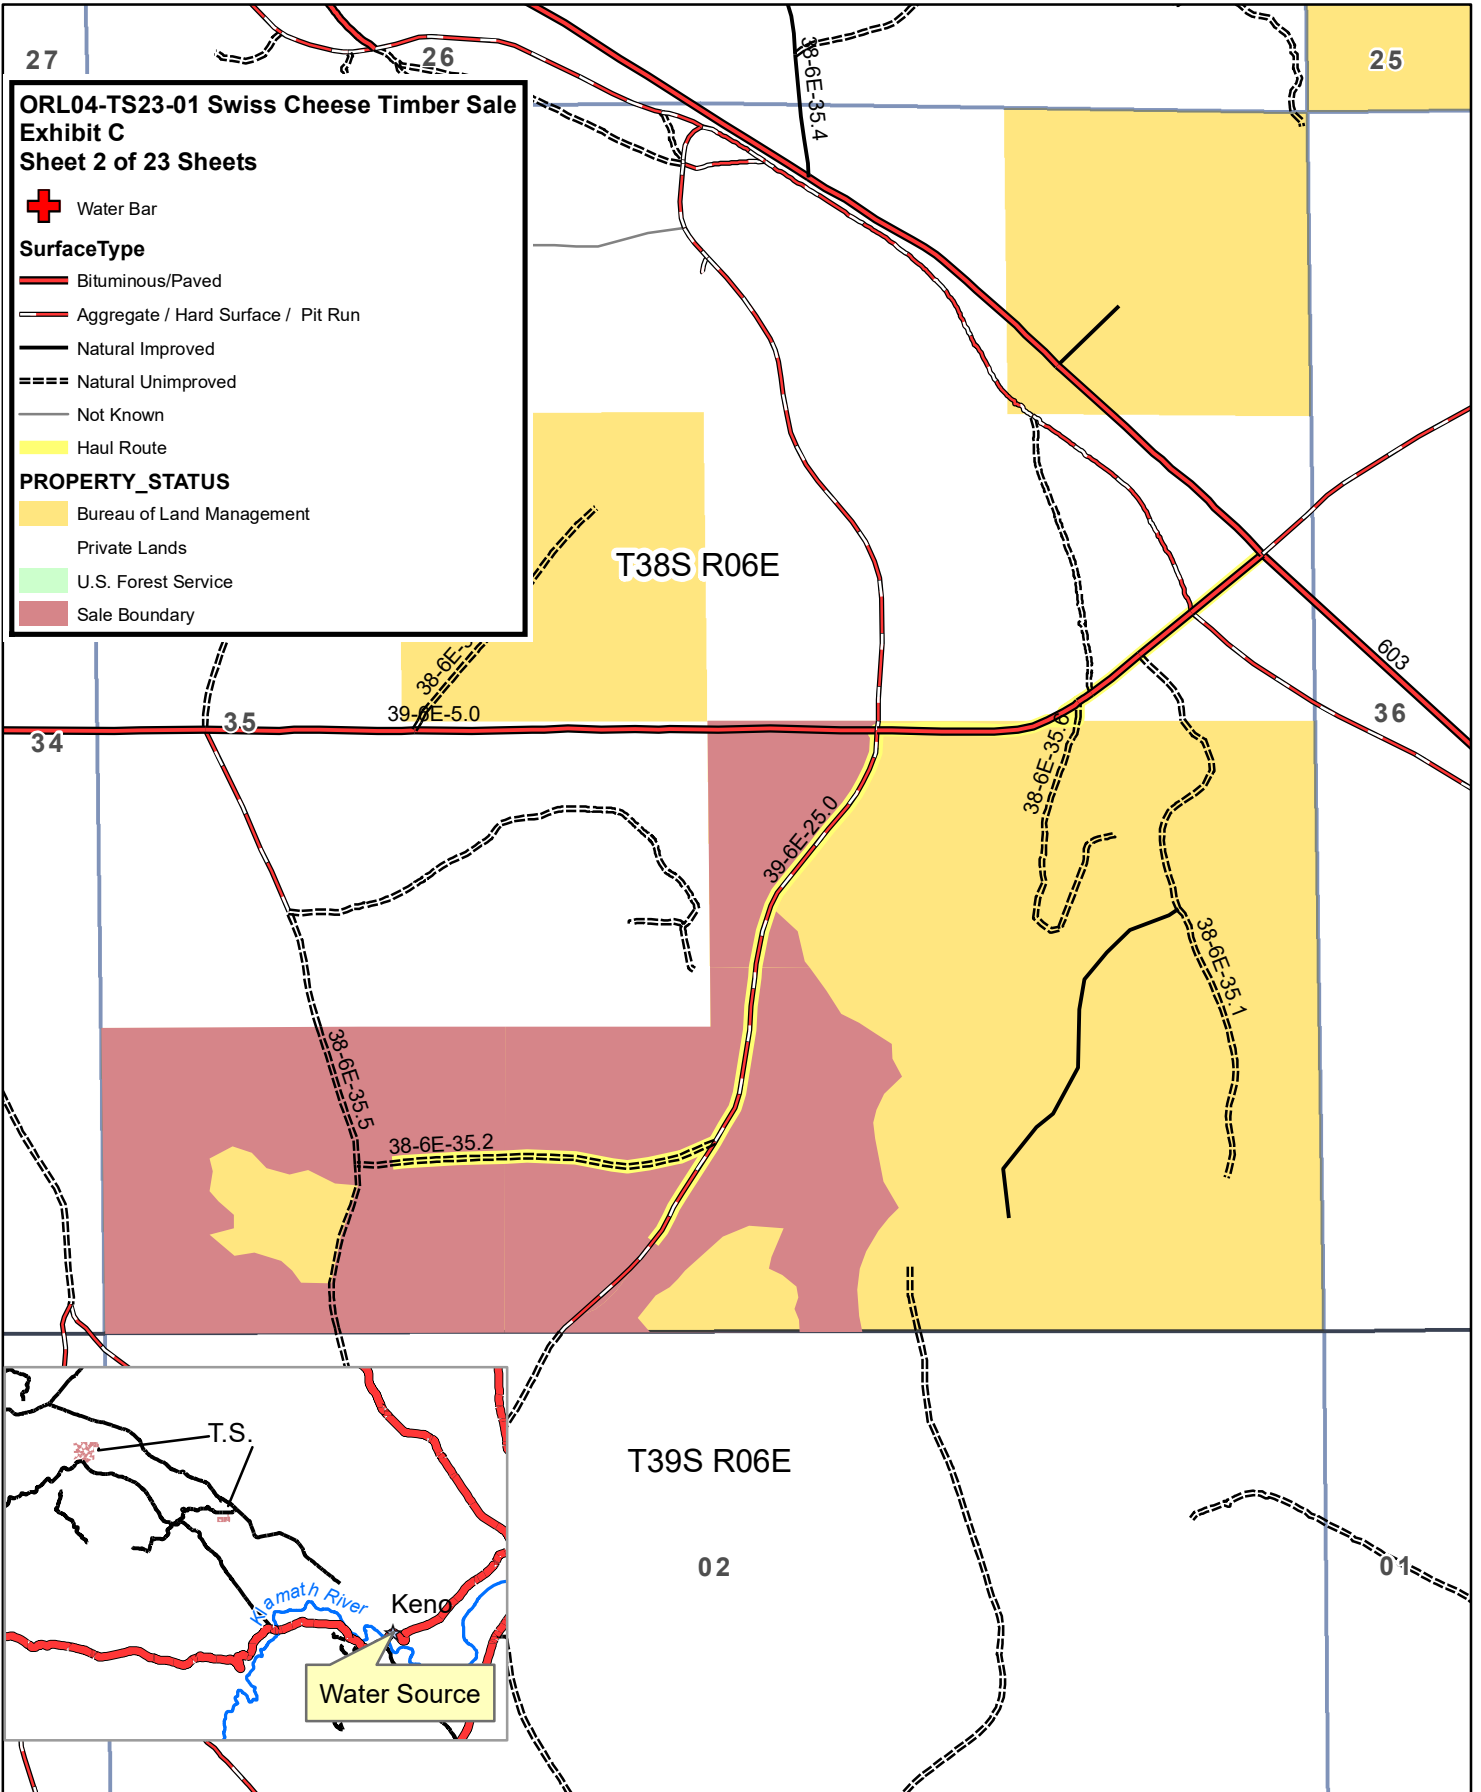 27
26
25
38-6E-35.4
ORL04-TS23-01 Swiss Cheese Timber Sale
Exhibit C
Sheet 2 of 23 Sheets
Water Bar
SurfaceType
Bituminous/Paved
Aggregate / Hard Surface / Pit Run
Natural Improved
Natural Unimproved
Not Known
Haul Route
PROPERTY_STATUS
Bureau of Land Management
Private Lands
U.S. Forest Service
Sale Boundary
T38S R06E
603
39-6E-5.0
34
35
36
38-6E-35.6
39-6E-25.0
38-6E-35.1
38-6E-35.5
38-6E-35.2
T.S.
T39S R06E
02
01
Klamath River
Keno
Water Source